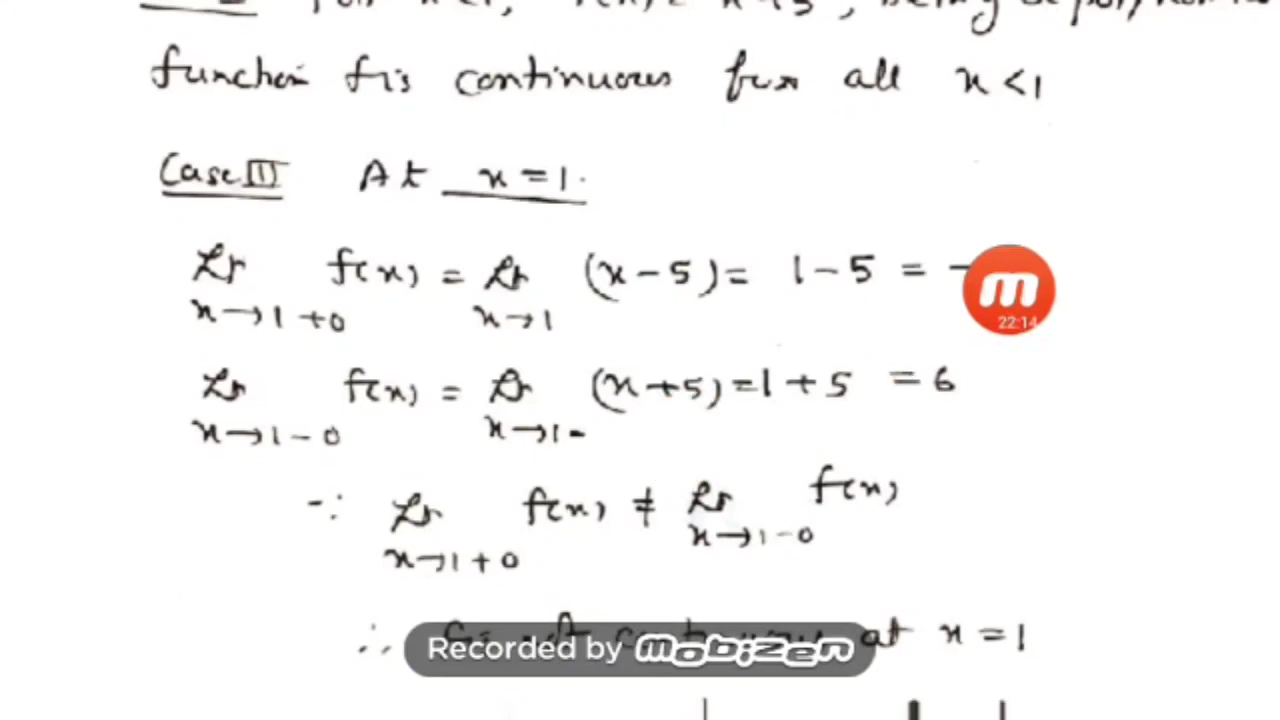 function f is continuous for all x < 1
Case III At x = 1.
Lt f(x) = Lt (x - 5) = 1 - 5 = -
x → 1 + 0 x → 1
22:14
Lt f(x) = Lt (x + 5) = 1 + 5 = 6
x → 1 - 0 x → 1 -
∵ Lt f(x) ≠ Lt f(x)
x → 1 + 0 x → 1 - 0
∴ at x = 1
Recorded by mobizen